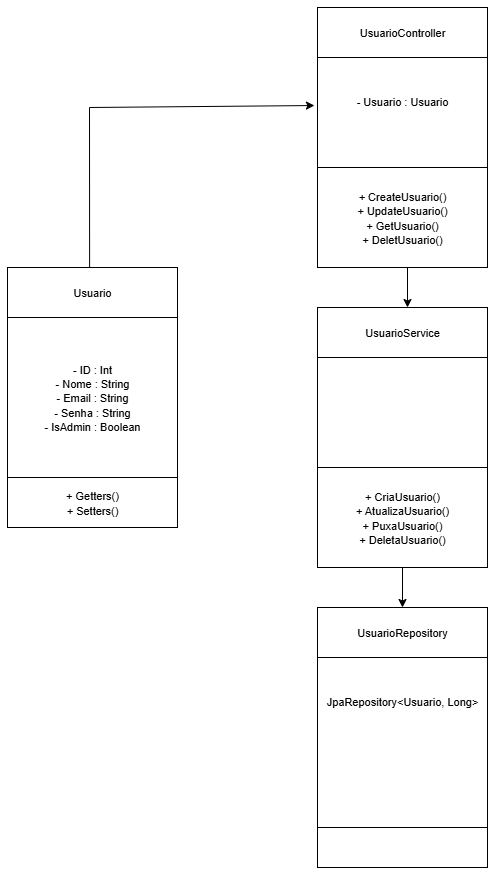 UsuarioController
- Usuario : Usuario
+ CreateUsuario()
+ UpdateUsuario()
+ GetUsuario()
+ DeletUsuario()
Usuario
- ID : Int
- Nome : String
- Email : String
- Senha : String
- IsAdmin : Boolean
+ Getters()
+ Setters()
UsuarioService
+ CriaUsuario()
+ AtualizaUsuario()
+ PuxaUsuario()
+ DeletaUsuario()
UsuarioRepository
JpaRepository<Usuario, Long>